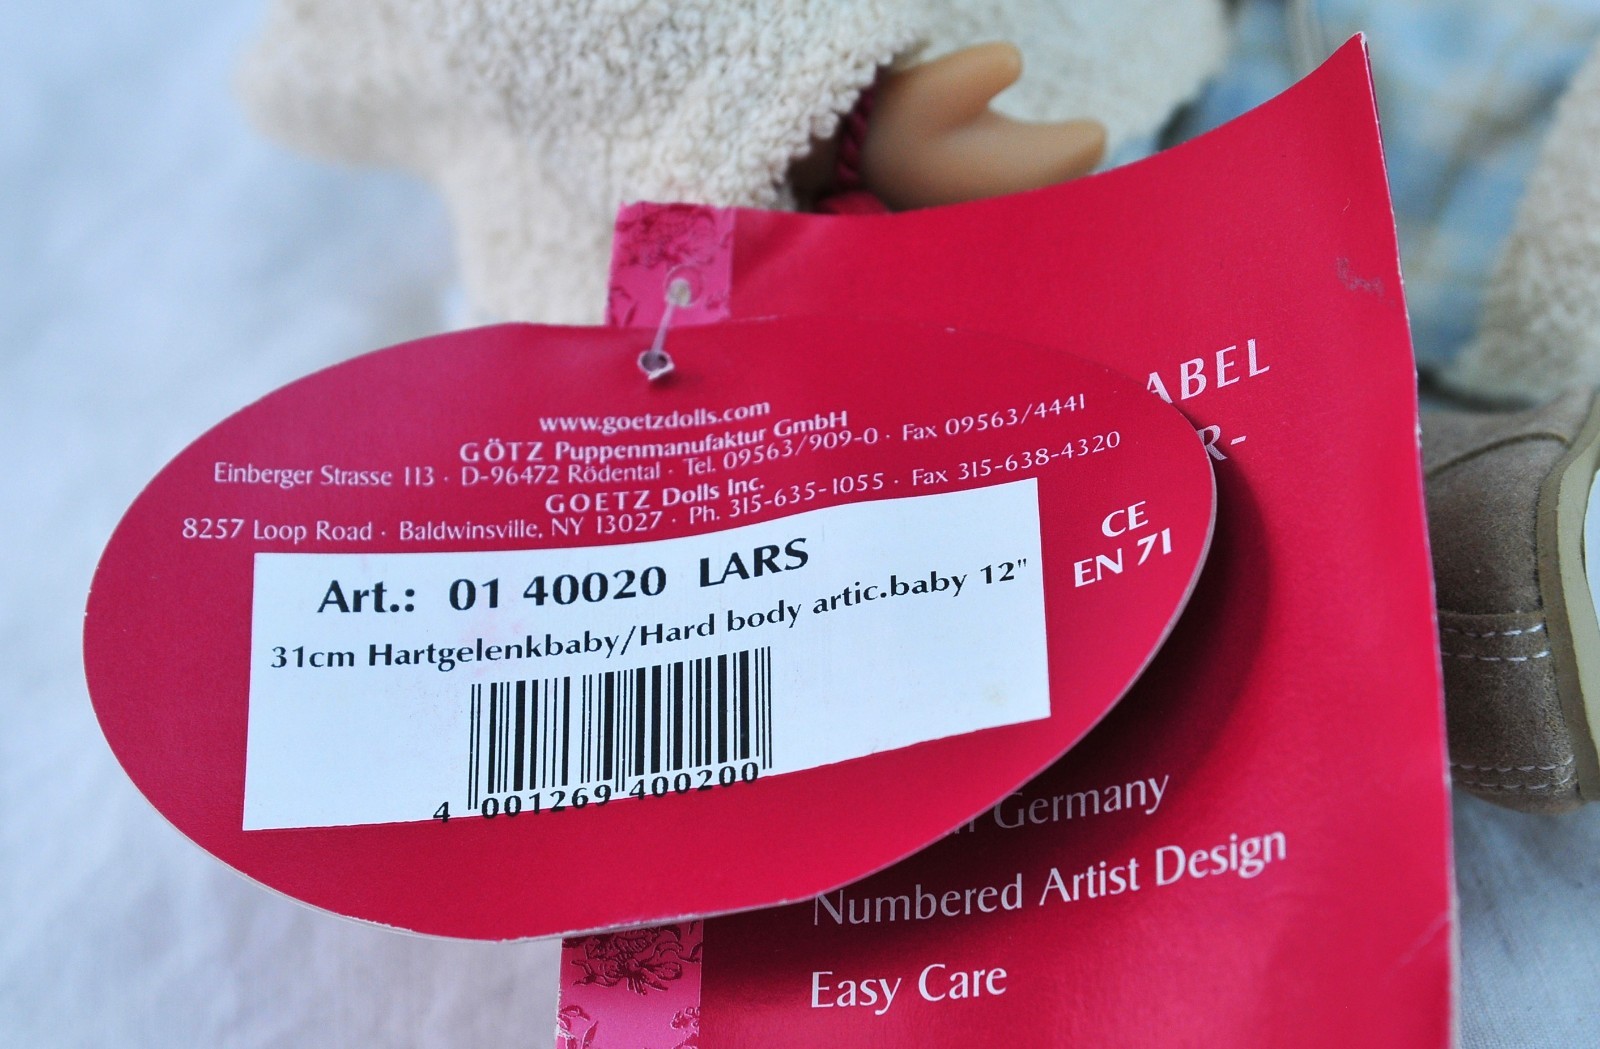 www.goetzdolls.com
GÖTZ Puppenmanufaktur GmbH
Einberger Strasse 113 · D-96472 Rödental · Tel. 09563/909-0 · Fax 09563/4441
GOETZ Dolls Inc.
8257 Loop Road · Baldwinsville, NY 13027 · Ph. 315-635-1055 · Fax 315-638-4320
Art.: 01 40020 LARS
31cm Hartgelenkbaby/Hard body artic.baby 12"
4 001269 400200
CE
EN 71
ABEL
R-
Germany
Numbered Artist Design
Easy Care